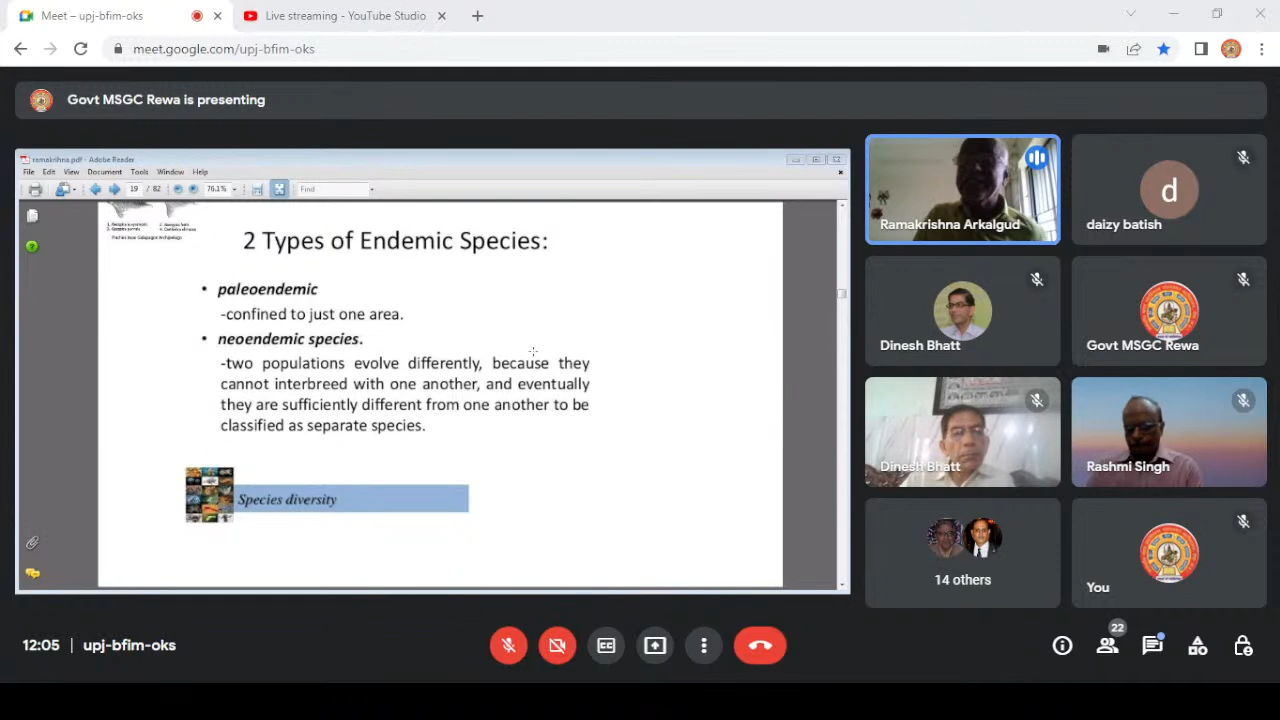 Meet – upj-bfim-oks
Live streaming - YouTube Studio
meet.google.com/upj-bfim-oks
Govt MSGC Rewa is presenting
ramakrihna.pdf - Adobe Reader
File Edit View Document Tools Window Help
19 / 82 76.1% Find
2 Types of Endemic Species:
• paleoendemic
-confined to just one area.
• neoendemic species.
-two populations evolve differently, because they
cannot interbreed with one another, and eventually
they are sufficiently different from one another to be
classified as separate species.
Species diversity
Ramakrishna Arkalgud
d
daizy batish
Dinesh Bhatt
Govt MSGC Rewa
Dinesh Bhatt
Rashmi Singh
14 others
You
12:05 | upj-bfim-oks
CC
22